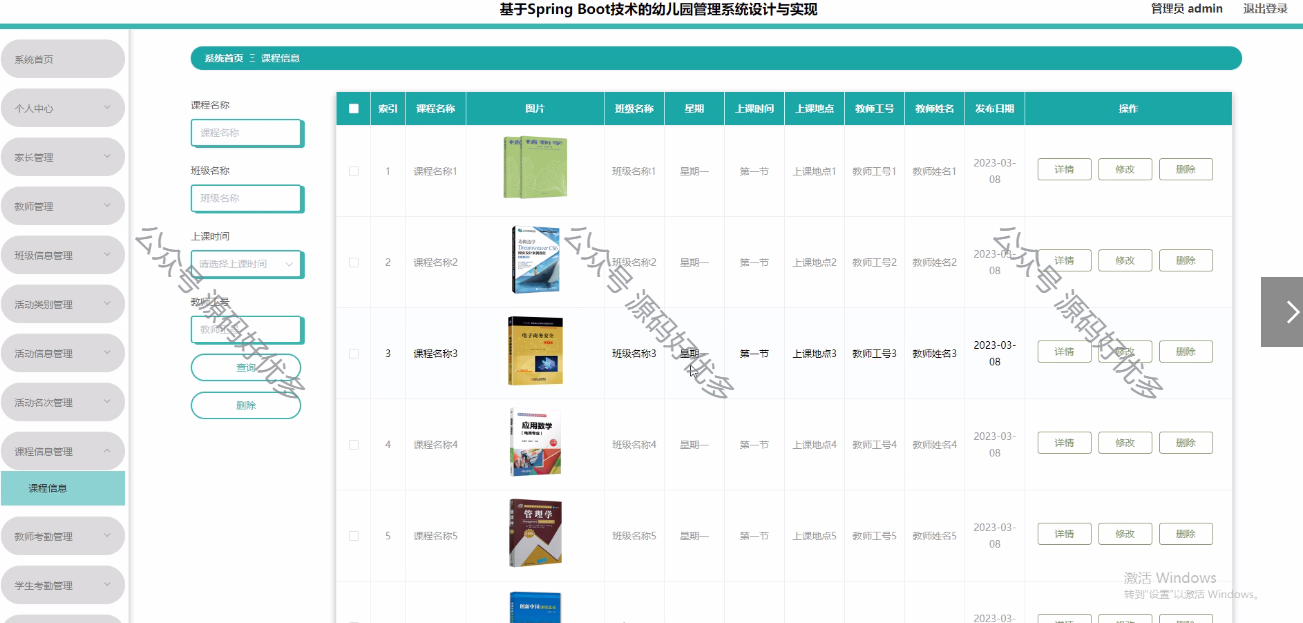 基于Spring Boot技术的幼儿园管理系统设计与实现
管理员 admin 退出登录
系统首页
个人中心
家长管理
教师管理
班级信息管理
活动类别管理
活动信息管理
活动名次管理
课程信息管理
课程信息
教师考勤管理
学生考勤管理
系统首页 Ξ 课程信息
课程名称
课程名称
班级名称
班级名称
上课时间
请选择上课时间
教师工号
教师工号
查询
删除
索引 课程名称 图片 班级名称 星期 上课时间 上课地点 教师工号 教师姓名 发布日期 操作
1 课程名称1 班级名称1 星期一 第一节 上课地点1 教师工号1 教师姓名1 2023-03-08 详情 修改 删除
2 课程名称2 班级名称2 星期一 第一节 上课地点2 教师工号2 教师姓名2 2023-03-08 详情 修改 删除
Dreamweaver CS6
3 课程名称3 班级名称3 星期一 第一节 上课地点3 教师工号3 教师姓名3 2023-03-08 详情 修改 删除
电子商务安全
4 课程名称4 班级名称4 星期一 第一节 上课地点4 教师工号4 教师姓名4 2023-03-08 详情 修改 删除
应用数学
5 课程名称5 班级名称5 星期一 第一节 上课地点5 教师工号5 教师姓名5 2023-03-08 详情 修改 删除
管理学
2023-03- 详情 修改 删除
创新中国
公众号 源码好优多
公众号 源码好优多
公众号 源码好优多
激活 Windows
转到"设置"以激活 Windows。